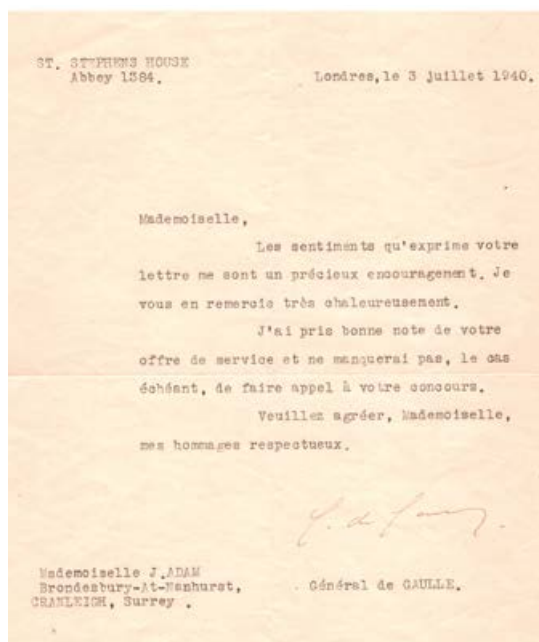 ST. STEPHENS HOUSE
Abbey 1384.
Londres, le 3 juillet 1940.
Mademoiselle,
Les sentiments qu'exprime votre
lettre me sont un précieux encouragement. Je
vous en remercie très chaleureusement.
J'ai pris bonne note de votre
offre de service et ne manquerai pas, le cas
échéant, de faire appel à votre concours.
Veuillez agréer, Mademoiselle,
mes hommages respectueux.
Mademoiselle J. ADAM
Brondesbury-At-Nanhurst,
CRANLEIGH, Surrey .
Général de GAULLE.